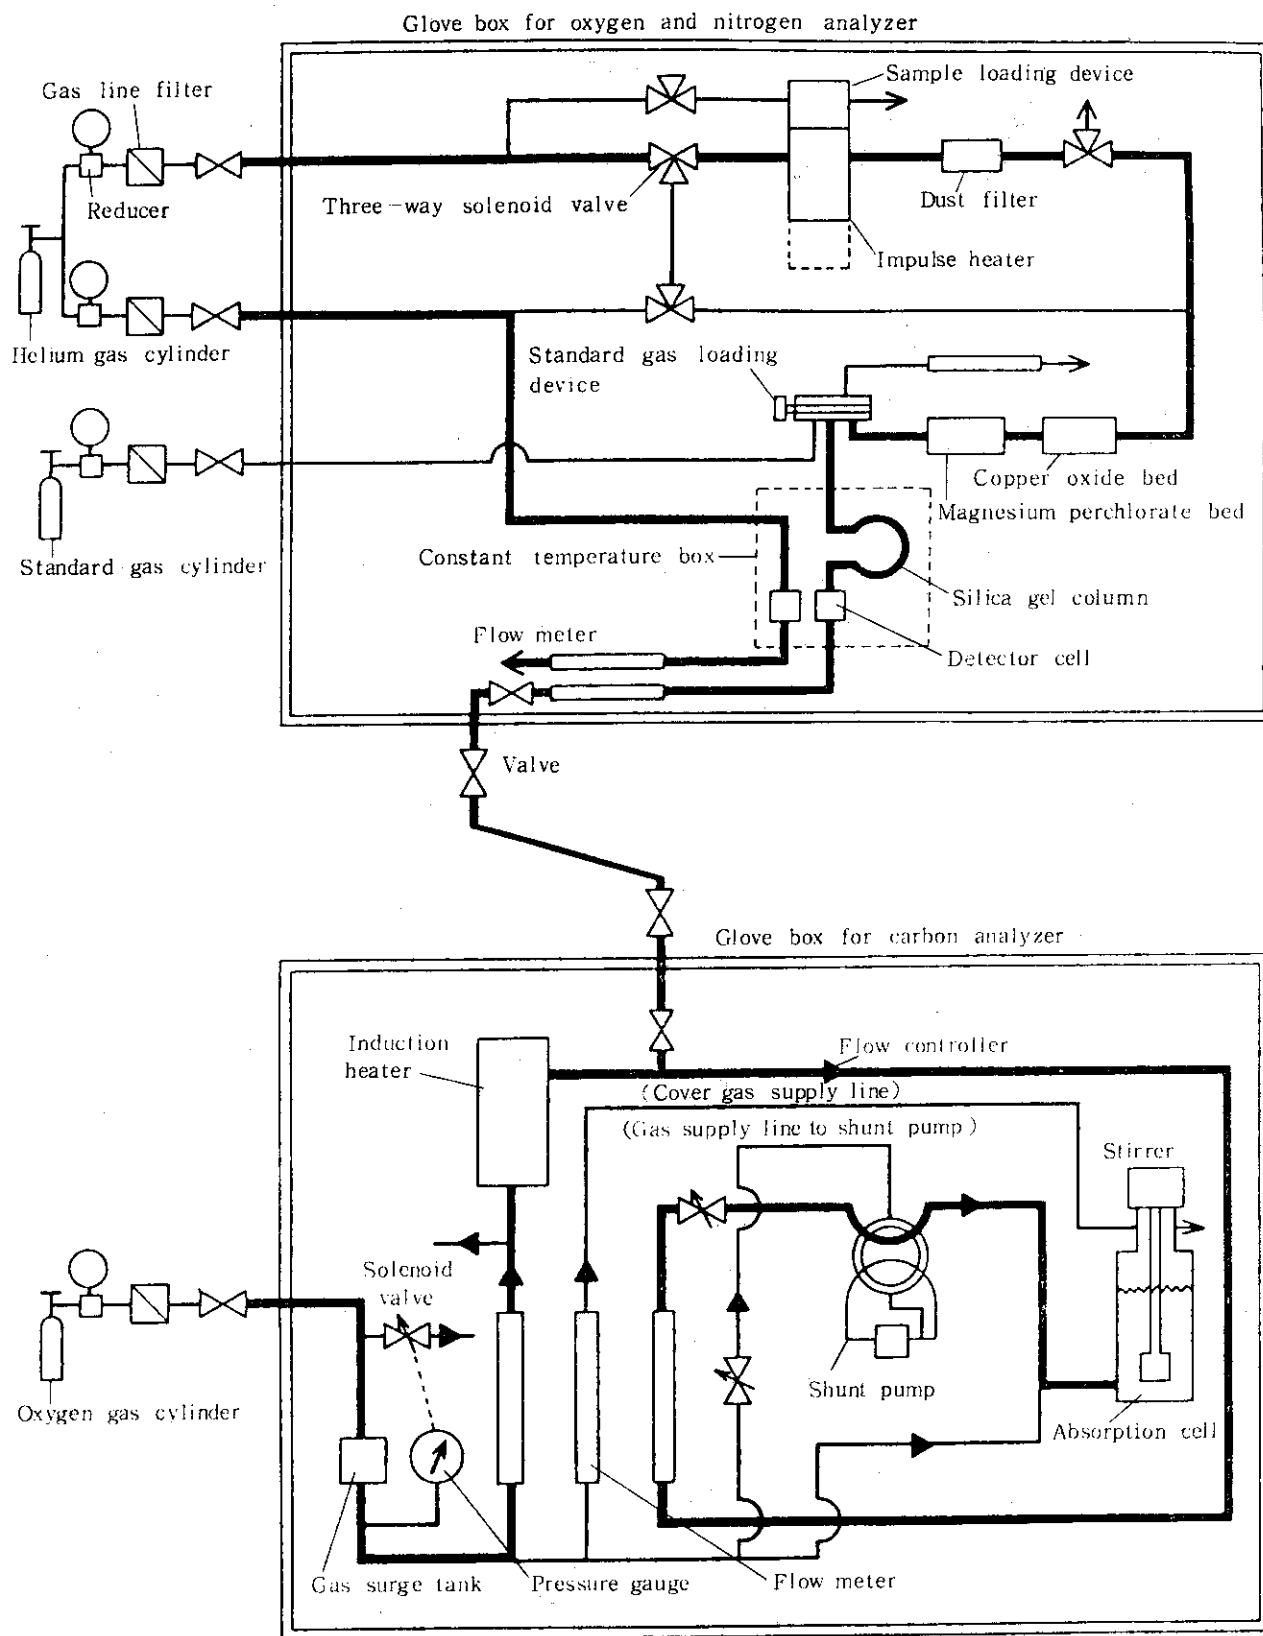 Glove box for oxygen and nitrogen analyzer
Gas line filter
Sample loading device
Reducer
Three-way solenoid valve
Dust filter
Impulse heater
Helium gas cylinder
Standard gas loading
device
Copper oxide bed
Magnesium perchlorate bed
Standard gas cylinder
Constant temperature box
Silica gel column
Flow meter
Detector cell
Valve
Glove box for carbon analyzer
Induction
heater
Flow controller
(Cover gas supply line)
(Gas supply line to shunt pump)
Stirrer
Solenoid
valve
Shunt pump
Oxygen gas cylinder
Absorption cell
Gas surge tank
Pressure gauge
Flow meter